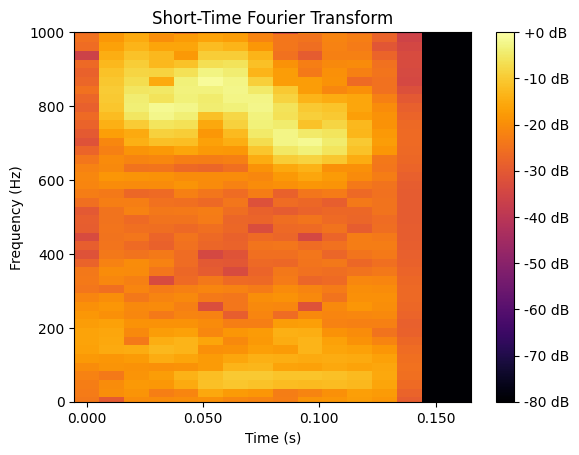 Short-Time Fourier Transform
1000
800
600
400
200
0
Frequency (Hz)
0.000
0.050
0.100
0.150
Time (s)
+0 dB
-10 dB
-20 dB
-30 dB
-40 dB
-50 dB
-60 dB
-70 dB
-80 dB